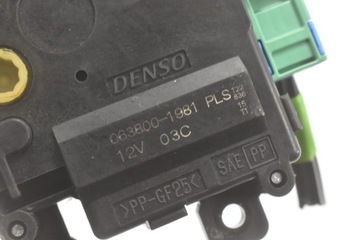 DENSO
063800-1981 PLS
12V 03C
>PP-GF25<
SAE PP